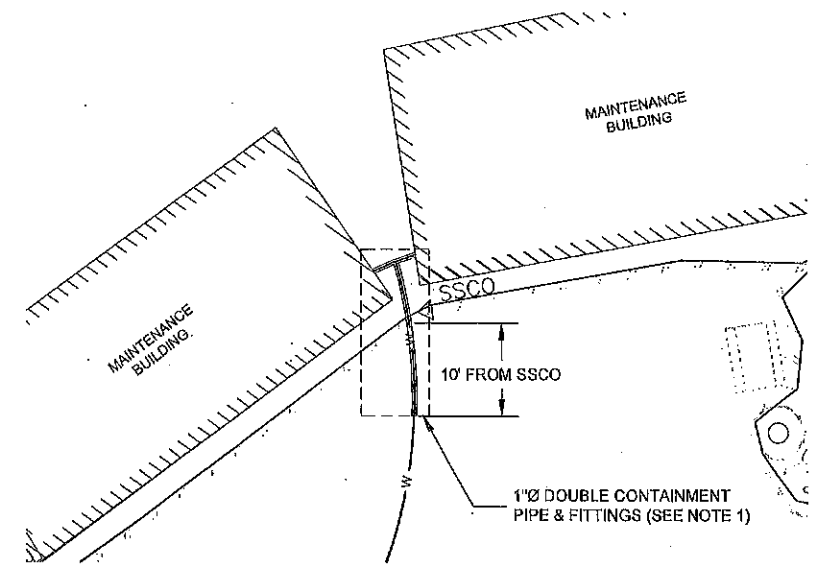 MAINTENANCE
BUILDING
SSCO
MAINTENANCE
BUILDING
10' FROM SSCO
W
1"Ø DOUBLE CONTAINMENT
PIPE & FITTINGS (SEE NOTE 1)